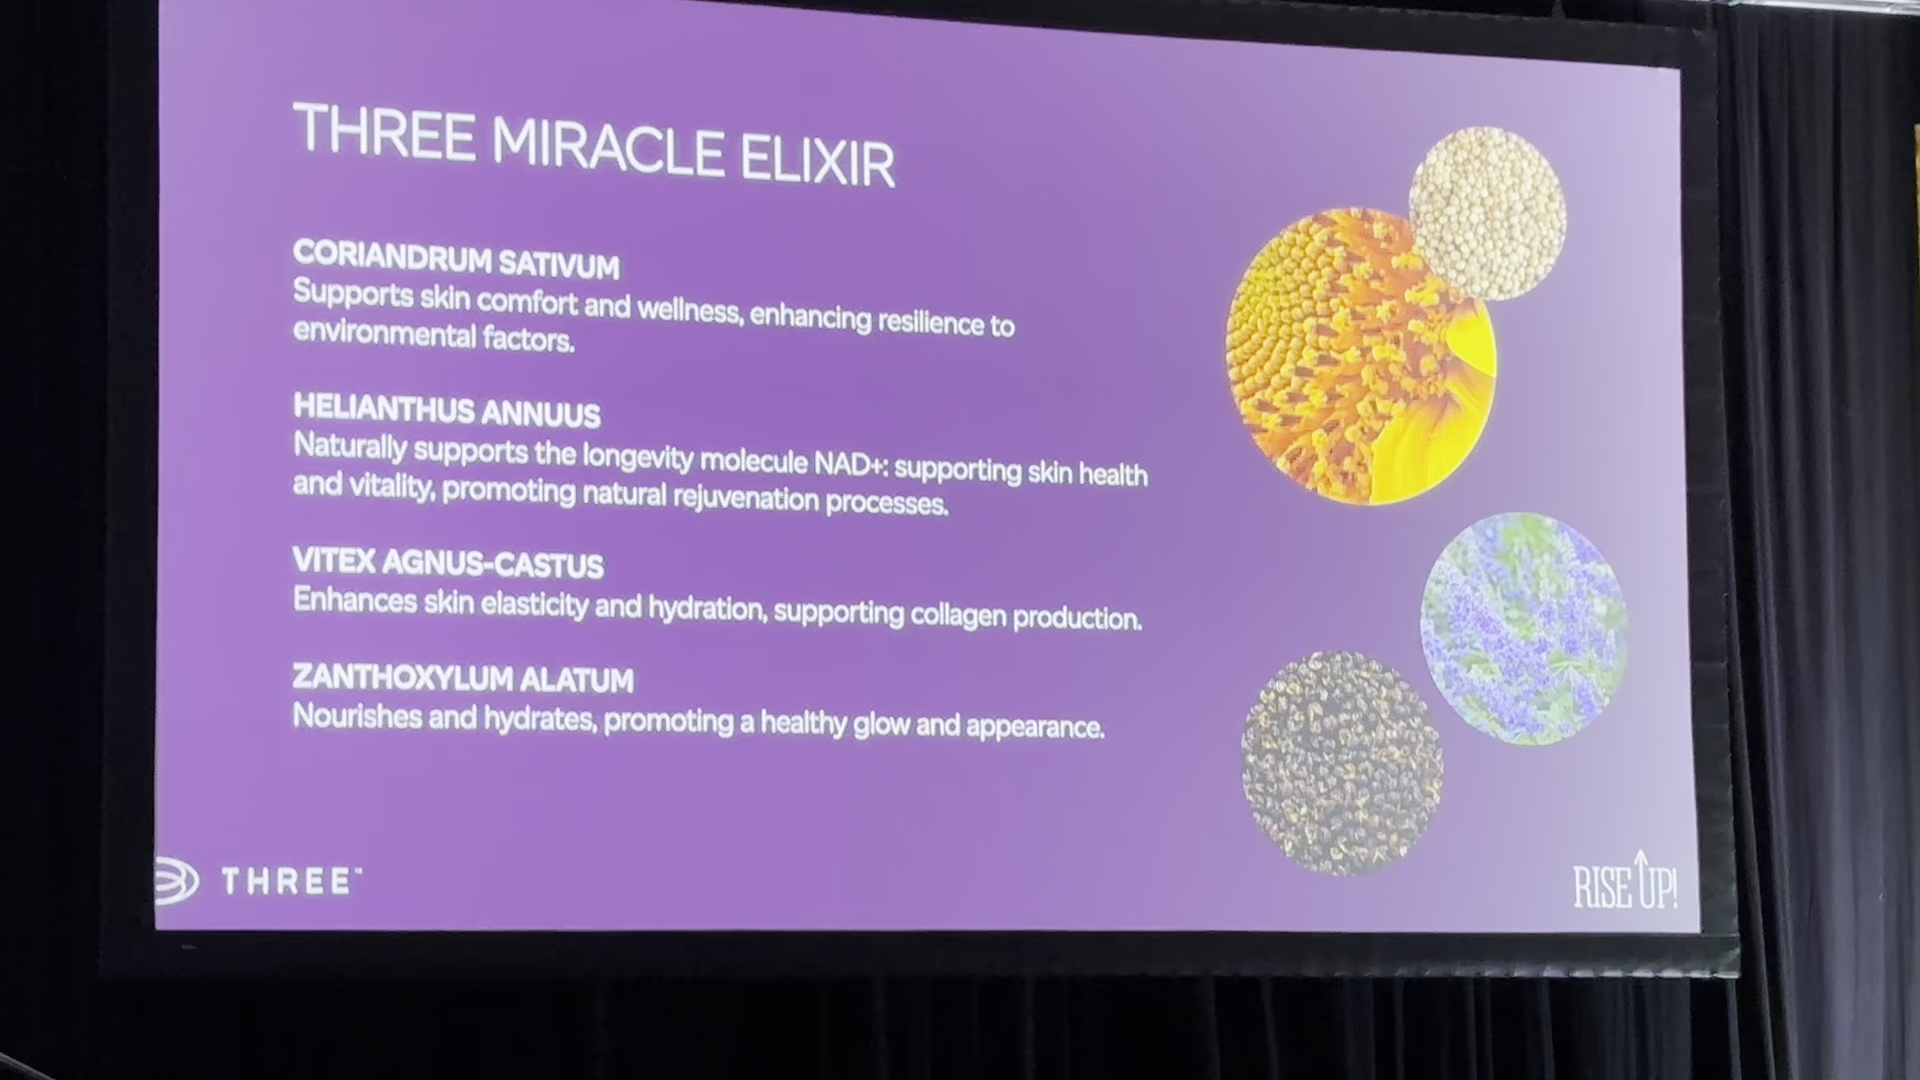 THREE MIRACLE ELIXIR
CORIANDRUM SATIVUM
Supports skin comfort and wellness, enhancing resilience to
environmental factors.
HELIANTHUS ANNUUS
Naturally supports the longevity molecule NAD+: supporting skin health
and vitality, promoting natural rejuvenation processes.
VITEX AGNUS-CASTUS
Enhances skin elasticity and hydration, supporting collagen production.
ZANTHOXYLUM ALATUM
Nourishes and hydrates, promoting a healthy glow and appearance.
THREE™
RISE UP!